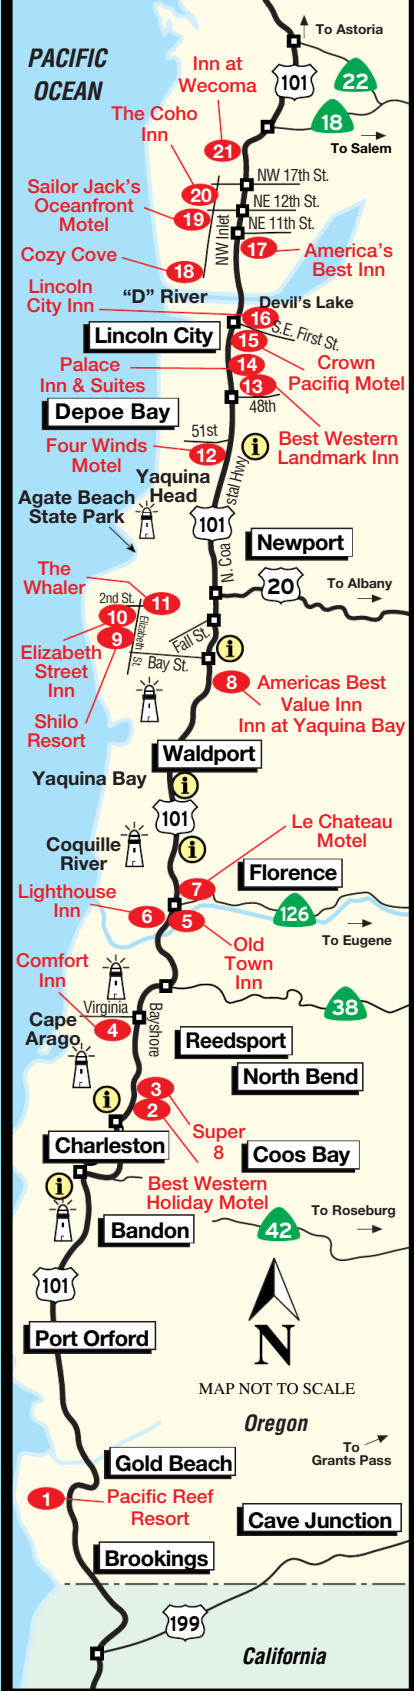 To Astoria
PACIFIC
OCEAN
Inn at
Wecoma
101
22
The Coho
Inn
18
To Salem
21
NW 17th St.
Sailor Jack's
Oceanfront
Motel
20
NE 12th St.
19
NW Inlet
NE 11th St.
17
America's
Best Inn
Cozy Cove
18
Lincoln
City Inn
"D" River
Devil's Lake
16
S.E. First St.
Lincoln City
15
Crown
Pacifiq Motel
Palace
Inn & Suites
14
13
48th
Depoe Bay
51st
Best Western
Landmark Inn
Four Winds
Motel
12
i
Yaquina
Head
Agate Beach
State Park
N. Coa
stal Hwy
101
Newport
The
Whaler
20
To Albany
2nd St.
11
10
9
Elizabeth St.
Fall St.
Bay St.
i
Elizabeth
Street
Inn
8
Americas Best
Value Inn
Inn at Yaquina Bay
Shilo
Resort
Waldport
Yaquina Bay
i
101
Le Chateau
Motel
Coquille
River
i
Florence
Lighthouse
Inn
7
6
5
126
To Eugene
Old
Town
Inn
Comfort
Inn
38
Virginia
Bayshore
Cape
Arago
4
Reedsport
North Bend
3
i
2
Super
8
Charleston
Coos Bay
Best Western
Holiday Motel
i
To Roseburg
Bandon
42
101
Port Orford
N
MAP NOT TO SCALE
Oregon
To
Grants Pass
Gold Beach
1
Pacific Reef
Resort
Cave Junction
Brookings
199
California